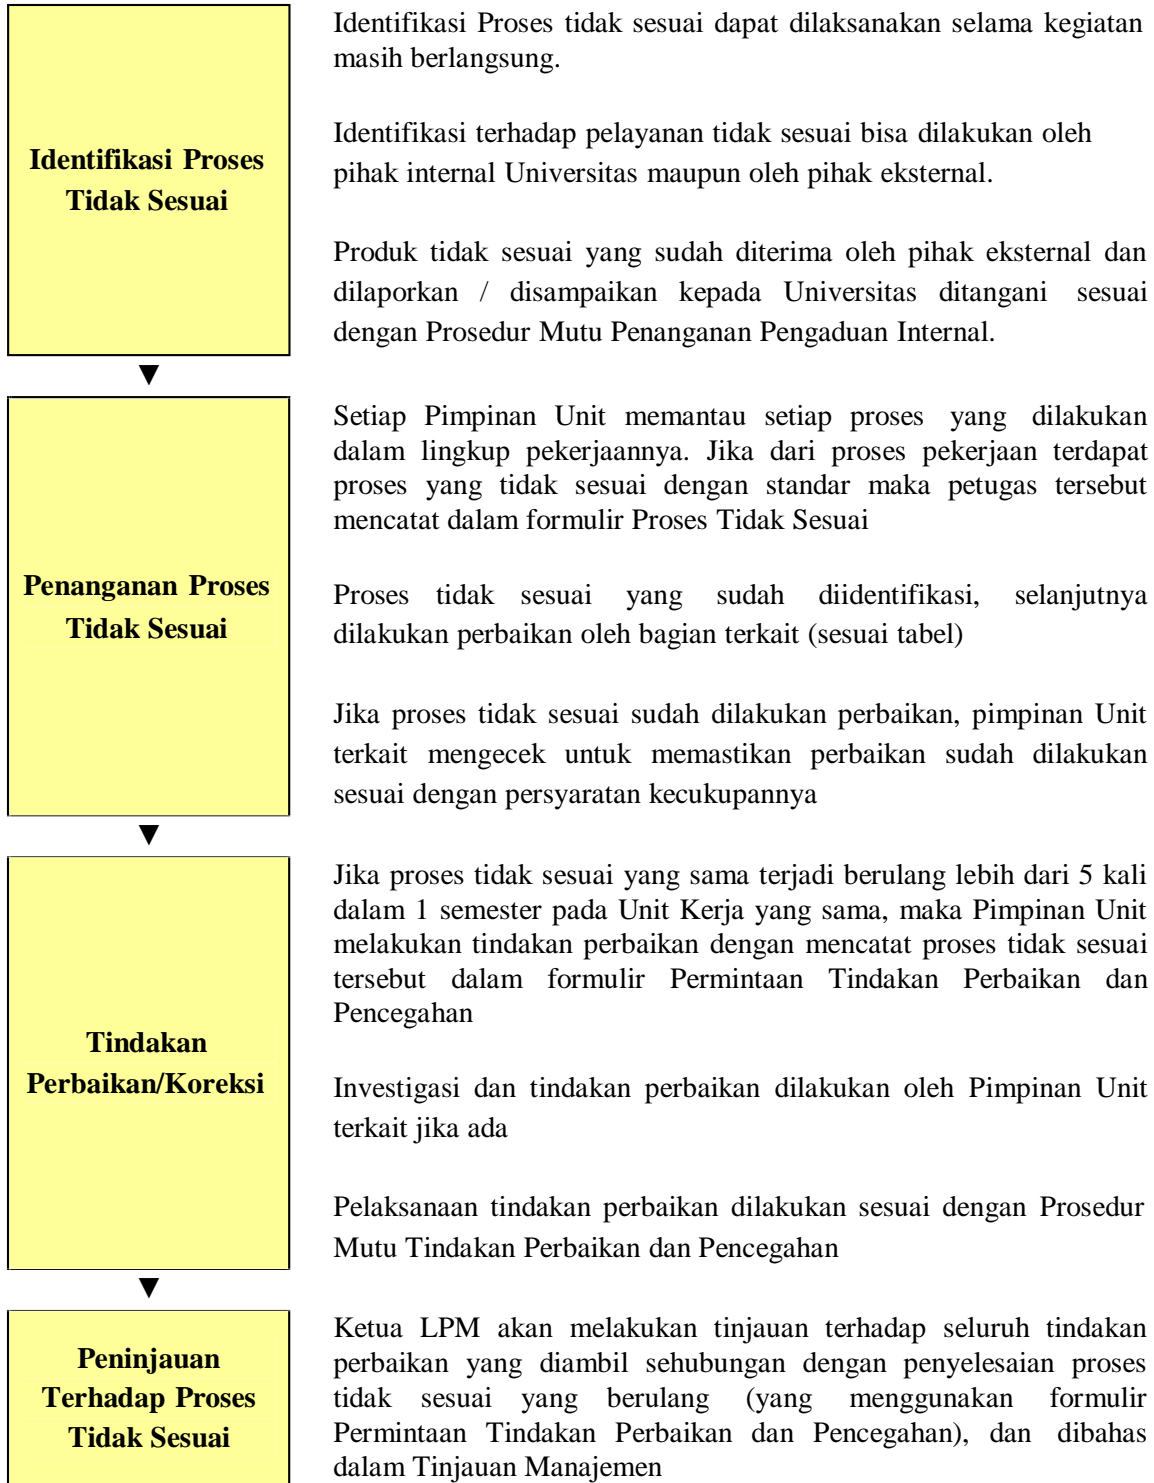 Identifikasi Proses
Tidak Sesuai
Identifikasi Proses tidak sesuai dapat dilaksanakan selama kegiatan
masih berlangsung.
Identifikasi terhadap pelayanan tidak sesuai bisa dilakukan oleh
pihak internal Universitas maupun oleh pihak eksternal.
Produk tidak sesuai yang sudah diterima oleh pihak eksternal dan
dilaporkan / disampaikan kepada Universitas ditangani sesuai
dengan Prosedur Mutu Penanganan Pengaduan Internal.
▼
Penanganan Proses
Tidak Sesuai
Setiap Pimpinan Unit memantau setiap proses yang dilakukan
dalam lingkup pekerjaannya. Jika dari proses pekerjaan terdapat
proses yang tidak sesuai dengan standar maka petugas tersebut
mencatat dalam formulir Proses Tidak Sesuai
Proses tidak sesuai yang sudah diidentifikasi, selanjutnya
dilakukan perbaikan oleh bagian terkait (sesuai tabel)
Jika proses tidak sesuai sudah dilakukan perbaikan, pimpinan Unit
terkait mengecek untuk memastikan perbaikan sudah dilakukan
sesuai dengan persyaratan kecukupannya
▼
Tindakan
Perbaikan/Koreksi
Jika proses tidak sesuai yang sama terjadi berulang lebih dari 5 kali
dalam 1 semester pada Unit Kerja yang sama, maka Pimpinan Unit
melakukan tindakan perbaikan dengan mencatat proses tidak sesuai
tersebut dalam formulir Permintaan Tindakan Perbaikan dan
Pencegahan
Investigasi dan tindakan perbaikan dilakukan oleh Pimpinan Unit
terkait jika ada
Pelaksanaan tindakan perbaikan dilakukan sesuai dengan Prosedur
Mutu Tindakan Perbaikan dan Pencegahan
▼
Peninjauan
Terhadap Proses
Tidak Sesuai
Ketua LPM akan melakukan tinjauan terhadap seluruh tindakan
perbaikan yang diambil sehubungan dengan penyelesaian proses
tidak sesuai yang berulang (yang menggunakan formulir
Permintaan Tindakan Perbaikan dan Pencegahan), dan dibahas
dalam Tinjauan Manajemen